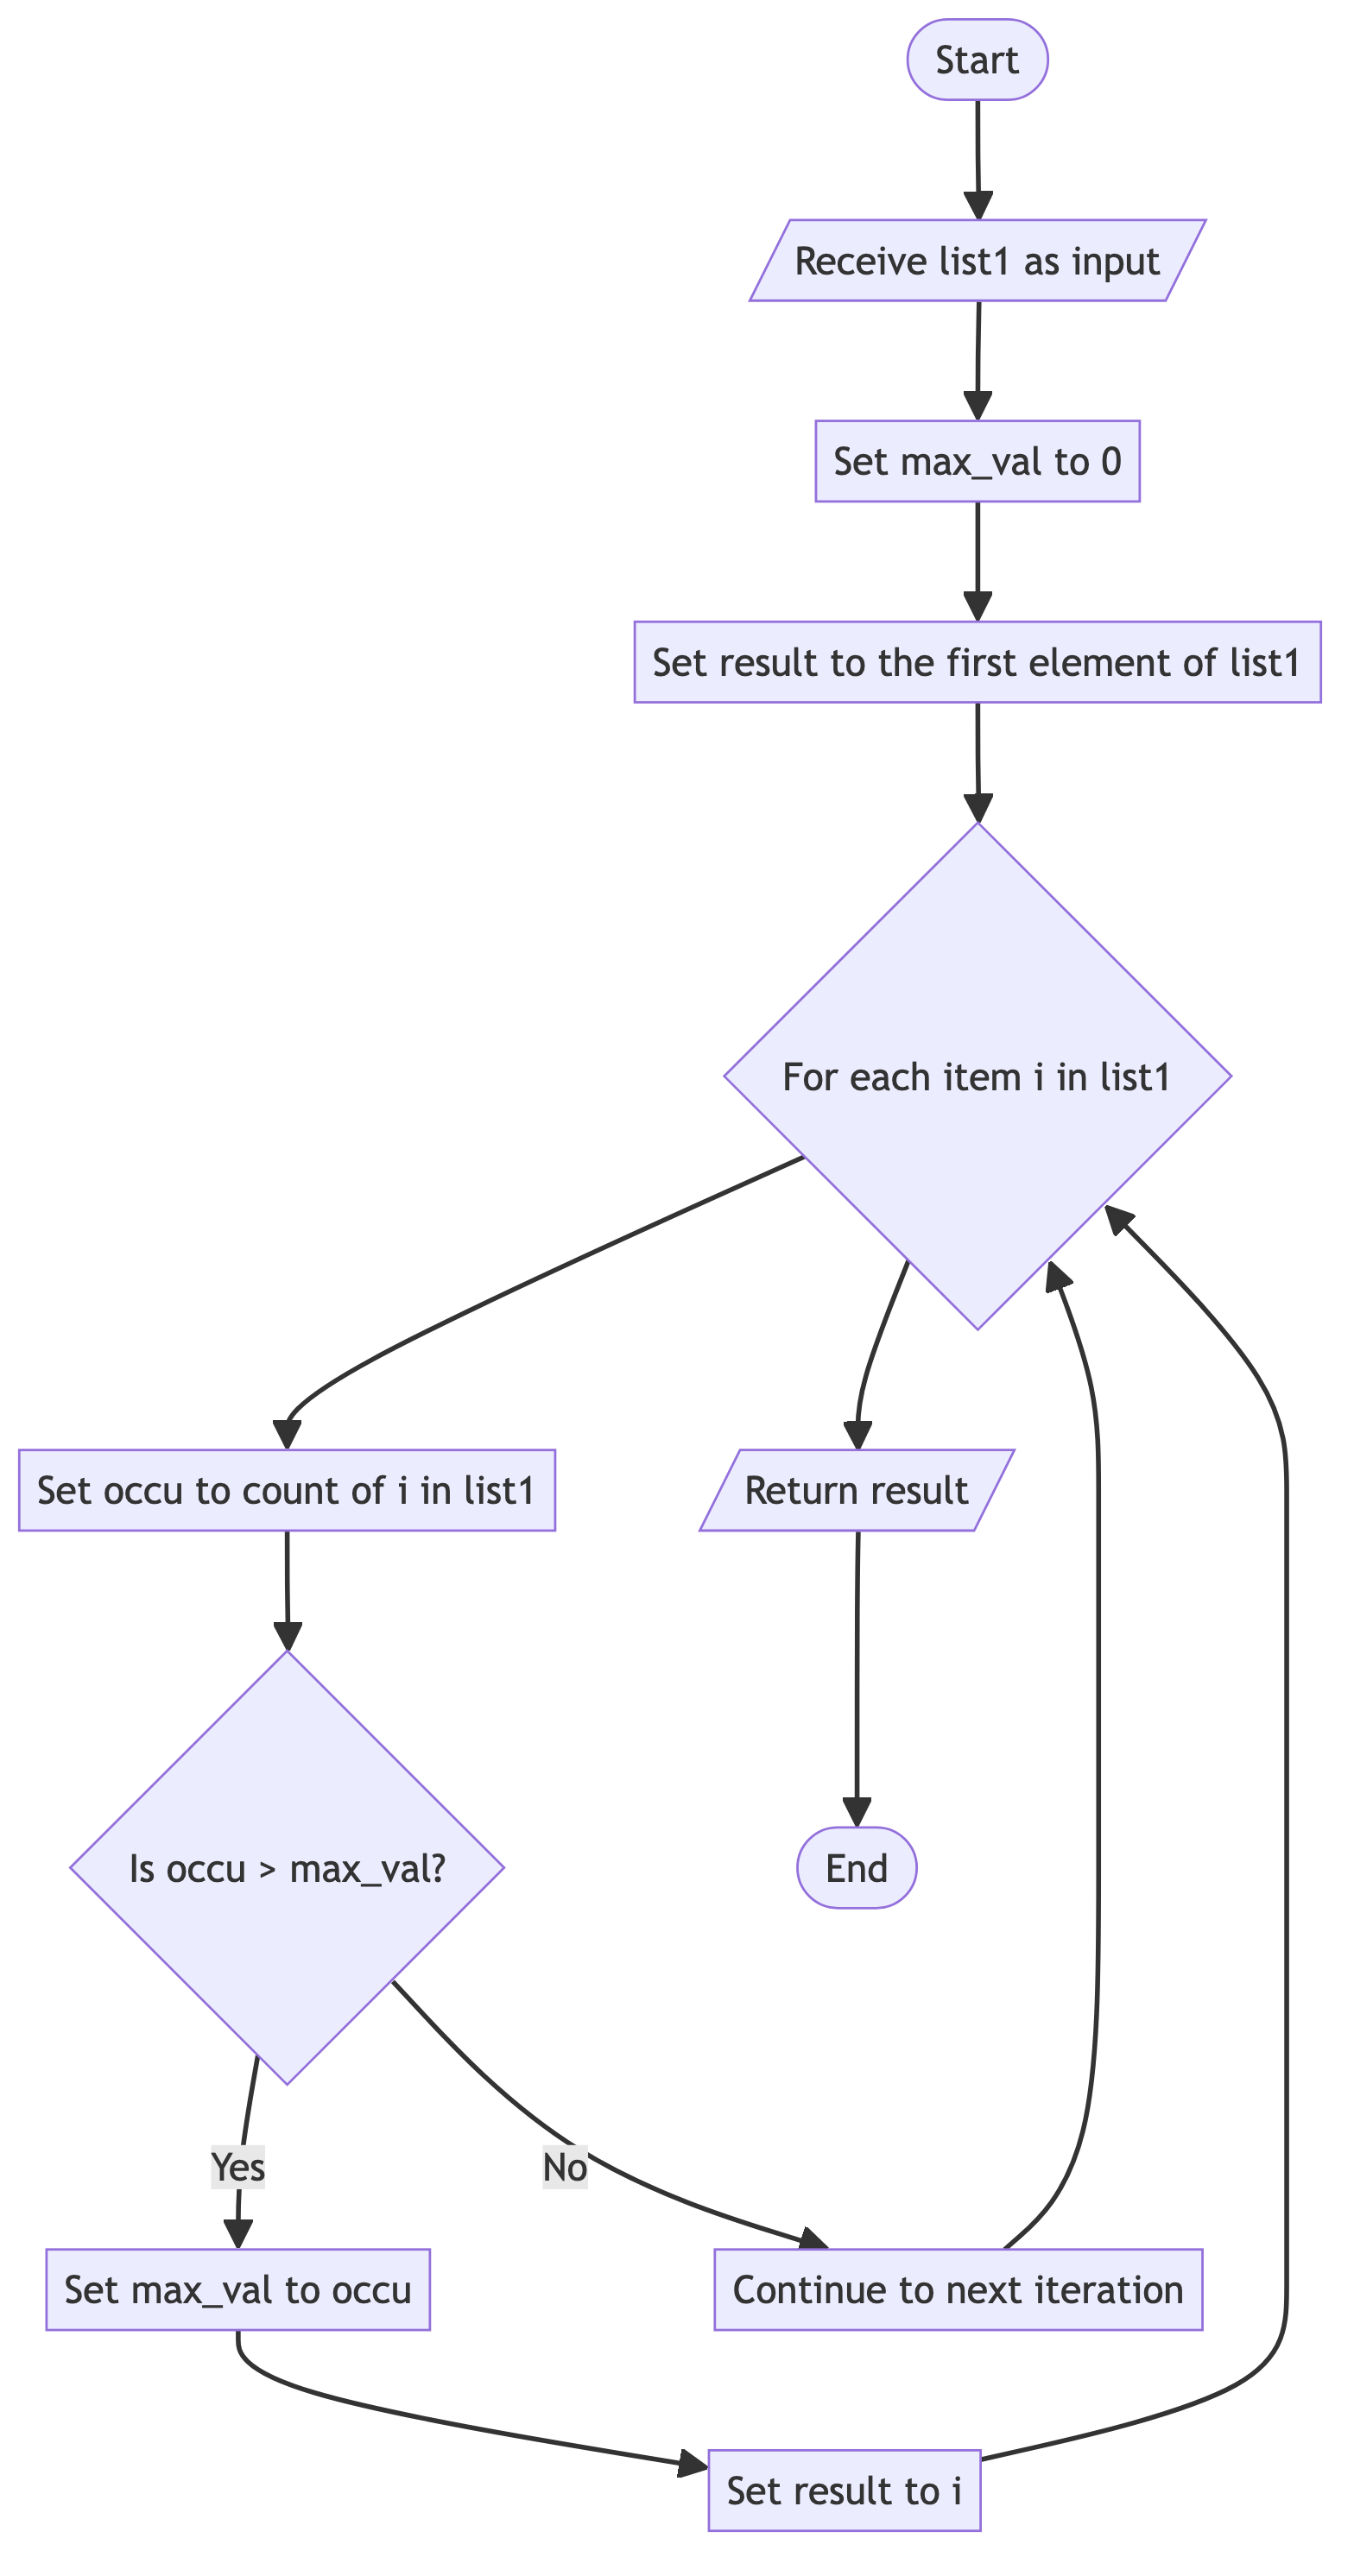 Start
Receive list1 as input
Set max_val to 0
Set result to the first element of list1
For each item i in list1
Set occu to count of i in list1
Return result
Is occu > max_val?
End
Yes
No
Set max_val to occu
Continue to next iteration
Set result to i